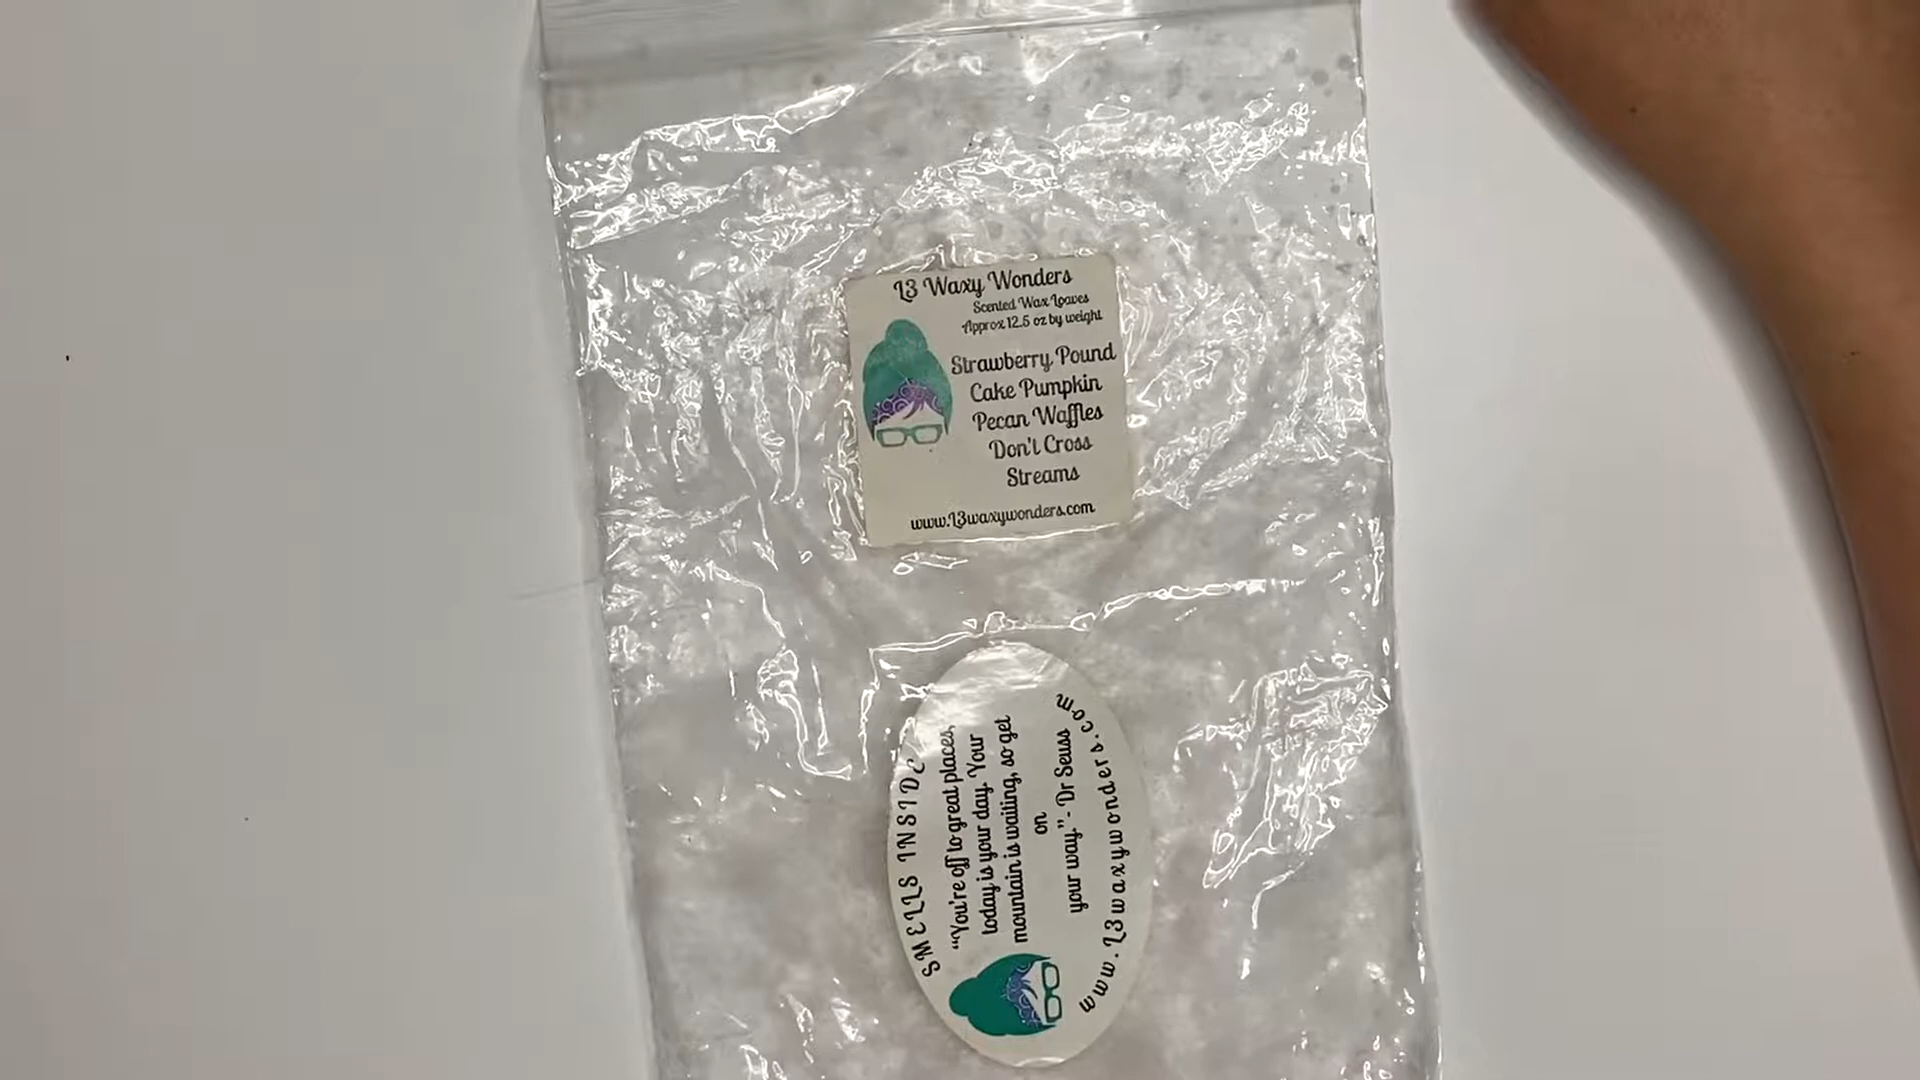 L3 Waxy Wonders
Scented Wax Loaves
Approx 12.5 oz by weight
Strawberry Pound
Cake Pumpkin
Pecan Waffles
Don't Cross
Streams
www.L3waxywonders.com
SMELLS INSIDE
"You're off to great places,
today is your day. Your
mountain is waiting, so get
on
your way." - Dr Seuss
www.L3waxywonders.com